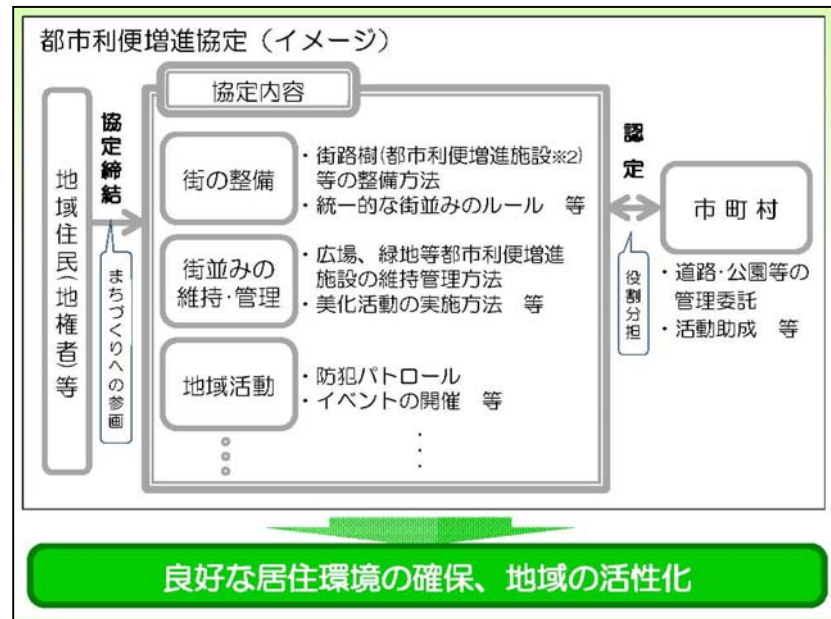 都市利便増進協定（イメージ）
地域住民（地権者）等
協定締結
まちづくりへの参画
協定内容
街の整備
・街路樹(都市利便増進施設※2)
等の整備方法
・統一的な街並みのルール　等
街並みの
維持・管理
・広場、緑地等都市利便増進
施設の維持管理方法
・美化活動の実施方法　等
地域活動
・防犯パトロール
・イベントの開催　等
認定
役割分担
市町村
・道路・公園等の
管理委託
・活動助成　等
良好な居住環境の確保、地域の活性化